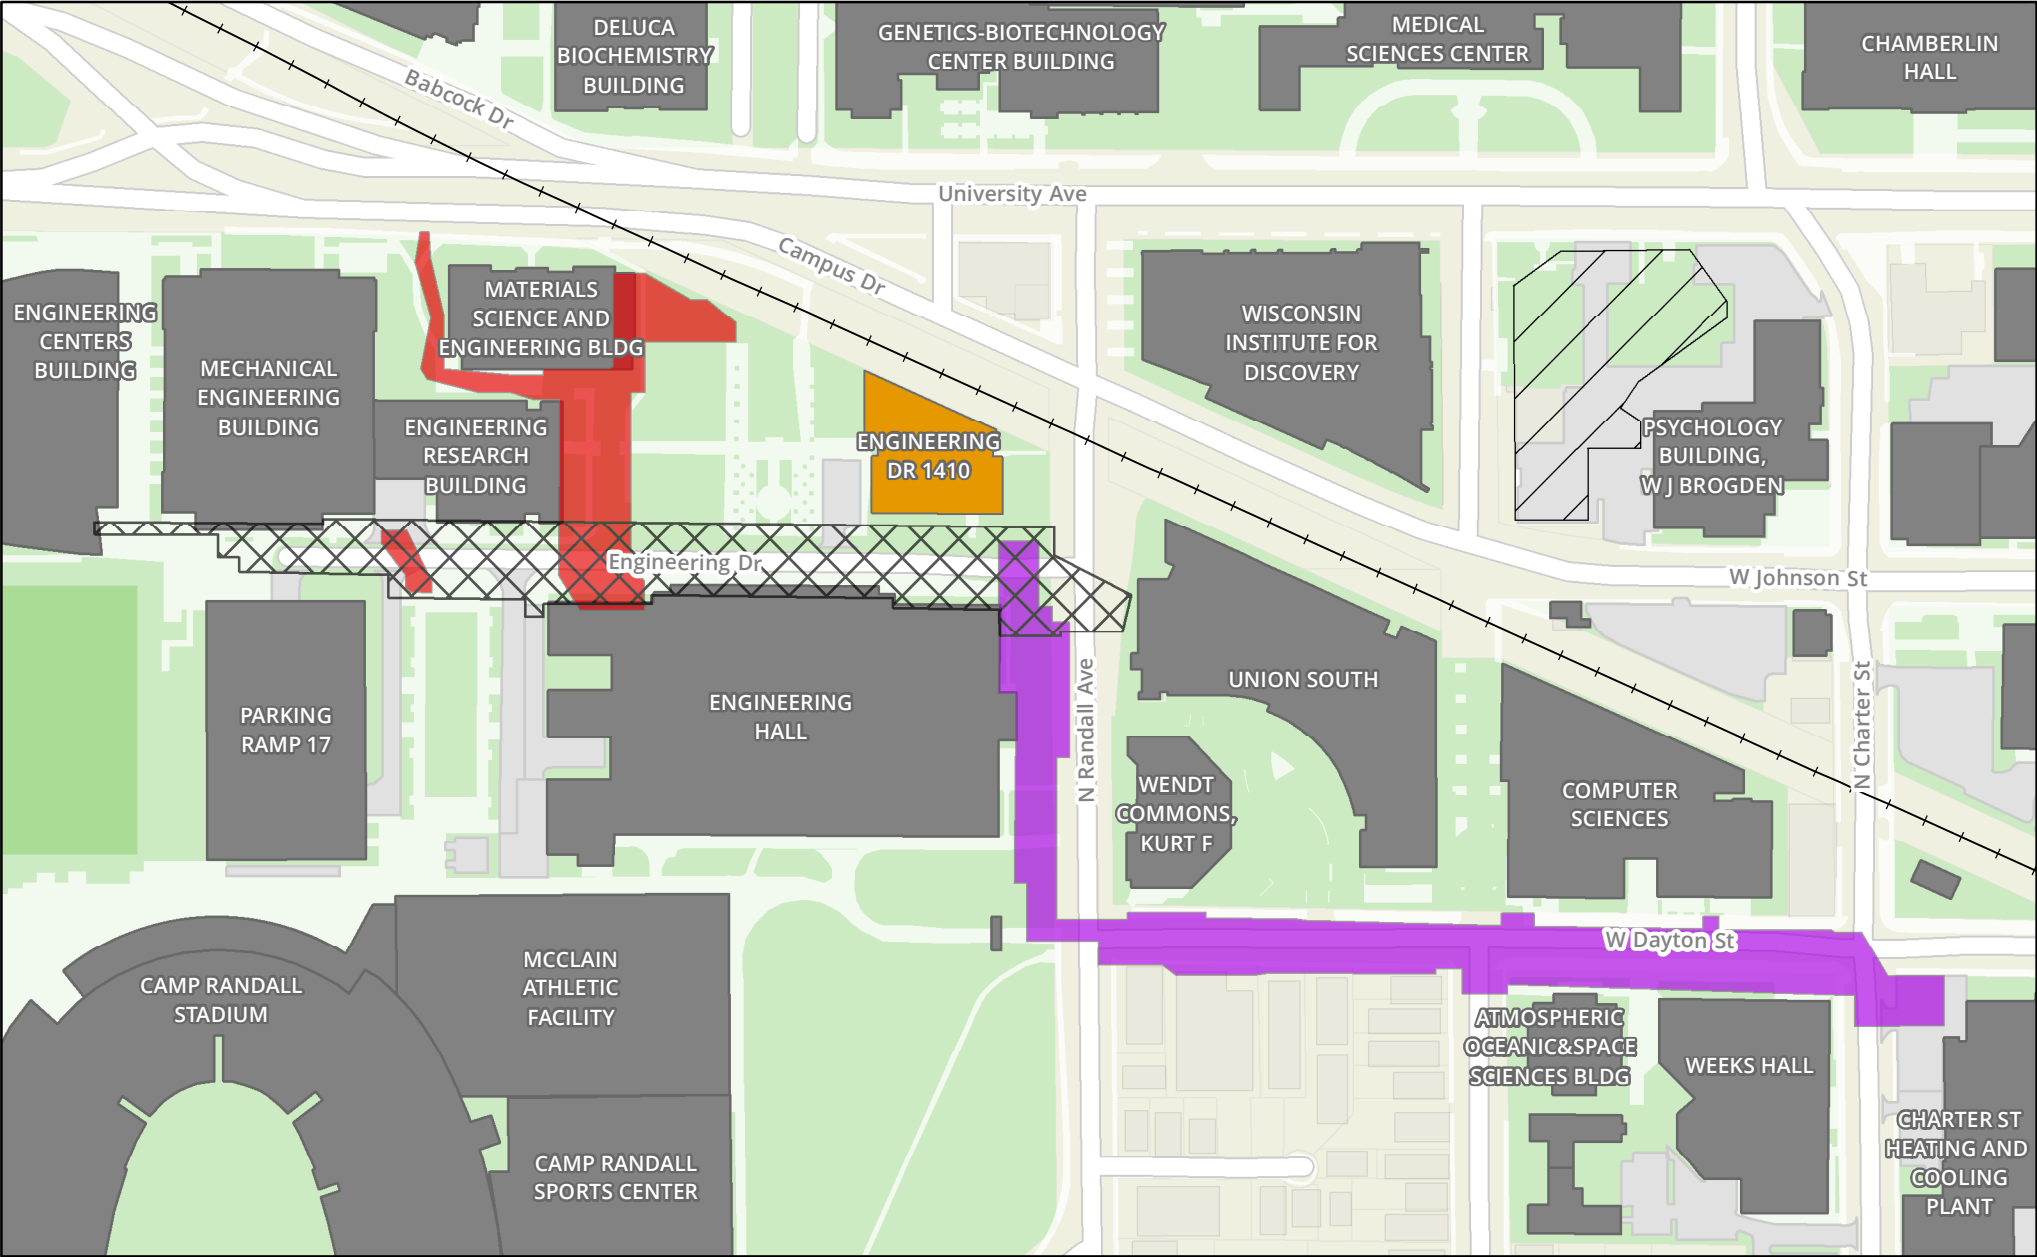 DELUCA
BIOCHEMISTRY
BUILDING
GENETICS-BIOTECHNOLOGY
CENTER BUILDING
MEDICAL
SCIENCES CENTER
CHAMBERLIN
HALL
Babcock Dr
University Ave
Campus Dr
ENGINEERING
CENTERS
BUILDING
MECHANICAL
ENGINEERING
BUILDING
MATERIALS
SCIENCE AND
ENGINEERING BLDG
ENGINEERING
RESEARCH
BUILDING
ENGINEERING
DR 1410
WISCONSIN
INSTITUTE FOR
DISCOVERY
PSYCHOLOGY
BUILDING,
W J BROGDEN
Engineering Dr
W Johnson St
PARKING
RAMP 17
ENGINEERING
HALL
N Randall Ave
UNION SOUTH
WENDT
COMMONS,
KURT F
COMPUTER
SCIENCES
N Charter St
W Dayton St
CAMP RANDALL
STADIUM
MCCLAIN
ATHLETIC
FACILITY
CAMP RANDALL
SPORTS CENTER
ATMOSPHERIC
OCEANIC&SPACE
SCIENCES BLDG
WEEKS HALL
CHARTER ST
HEATING AND
COOLING
PLANT